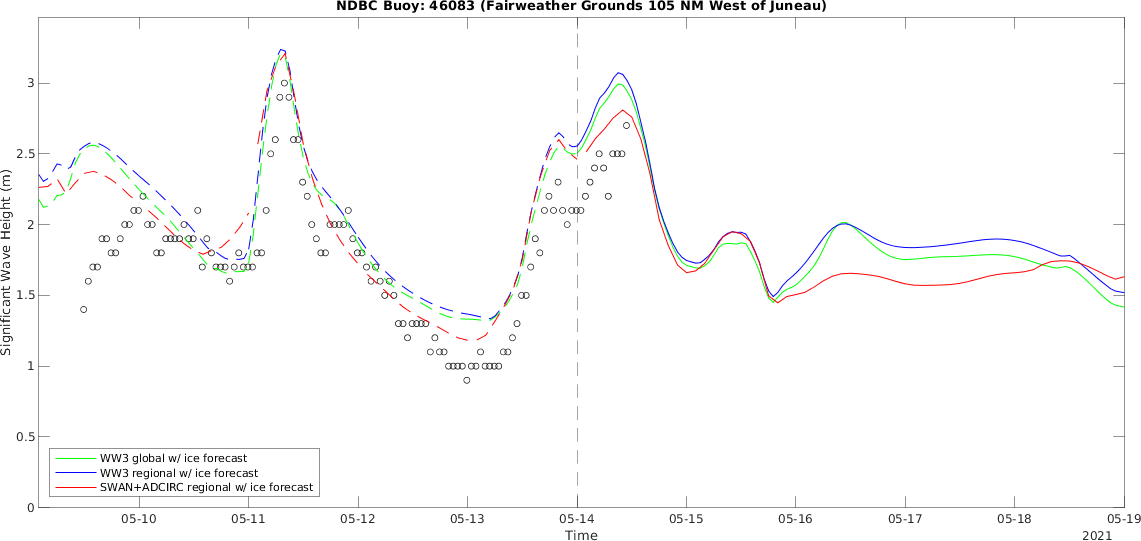 NDBC Buoy: 46083 (Fairweather Grounds 105 NM West of Juneau)
3
2.5
2
1.5
1
0.5
0
Significant Wave Height (m)
WW3 global w/ ice forecast
WW3 regional w/ ice forecast
SWAN+ADCIRC regional w/ ice forecast
05-10 05-11 05-12 05-13 05-14 05-15 05-16 05-17 05-18 05-19
Time
2021